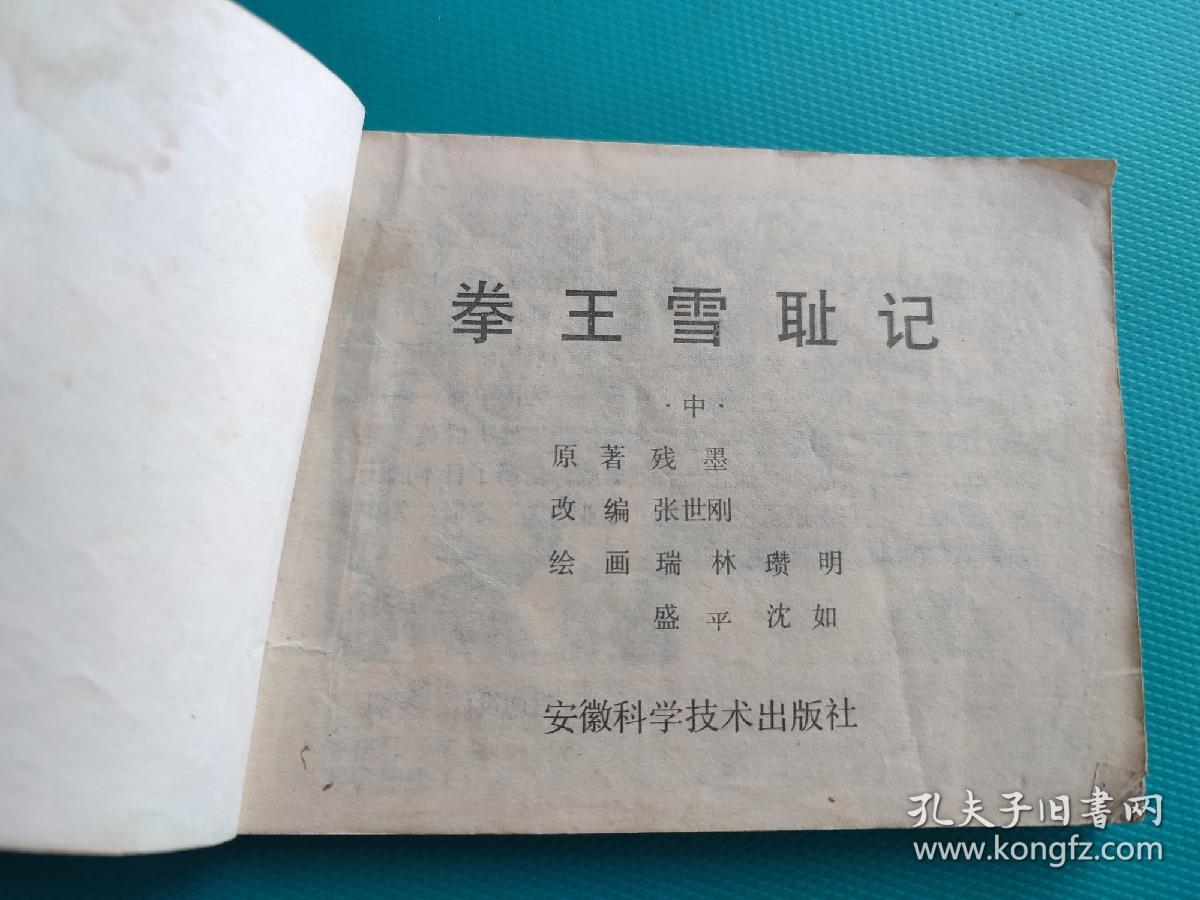 拳王雪耻记
·中·
原著 残墨
改编 张世刚
绘画 瑞林 瓒明
盛平 沈如
安徽科学技术出版社
孔夫子旧書网
www.kongfz.com